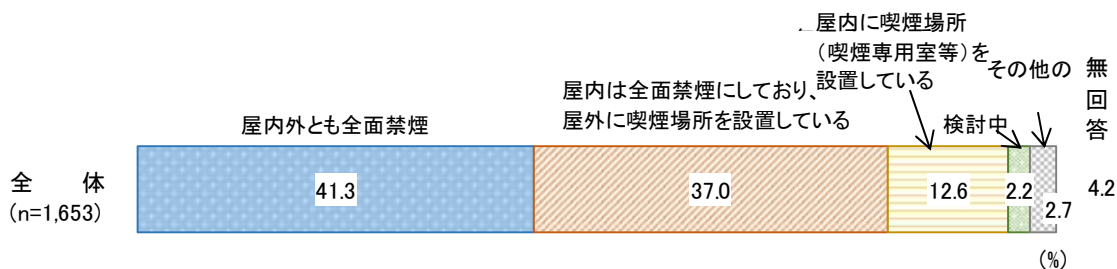 屋内に喫煙場所
（喫煙専用室等）を
設置している
その他の
無
回
答
屋内は全面禁煙にしており、
屋外に喫煙場所を設置している
屋内外とも全面禁煙
検討中
全　体
(n=1,653)
41.3
37.0
12.6
2.2
2.7
4.2
(%)